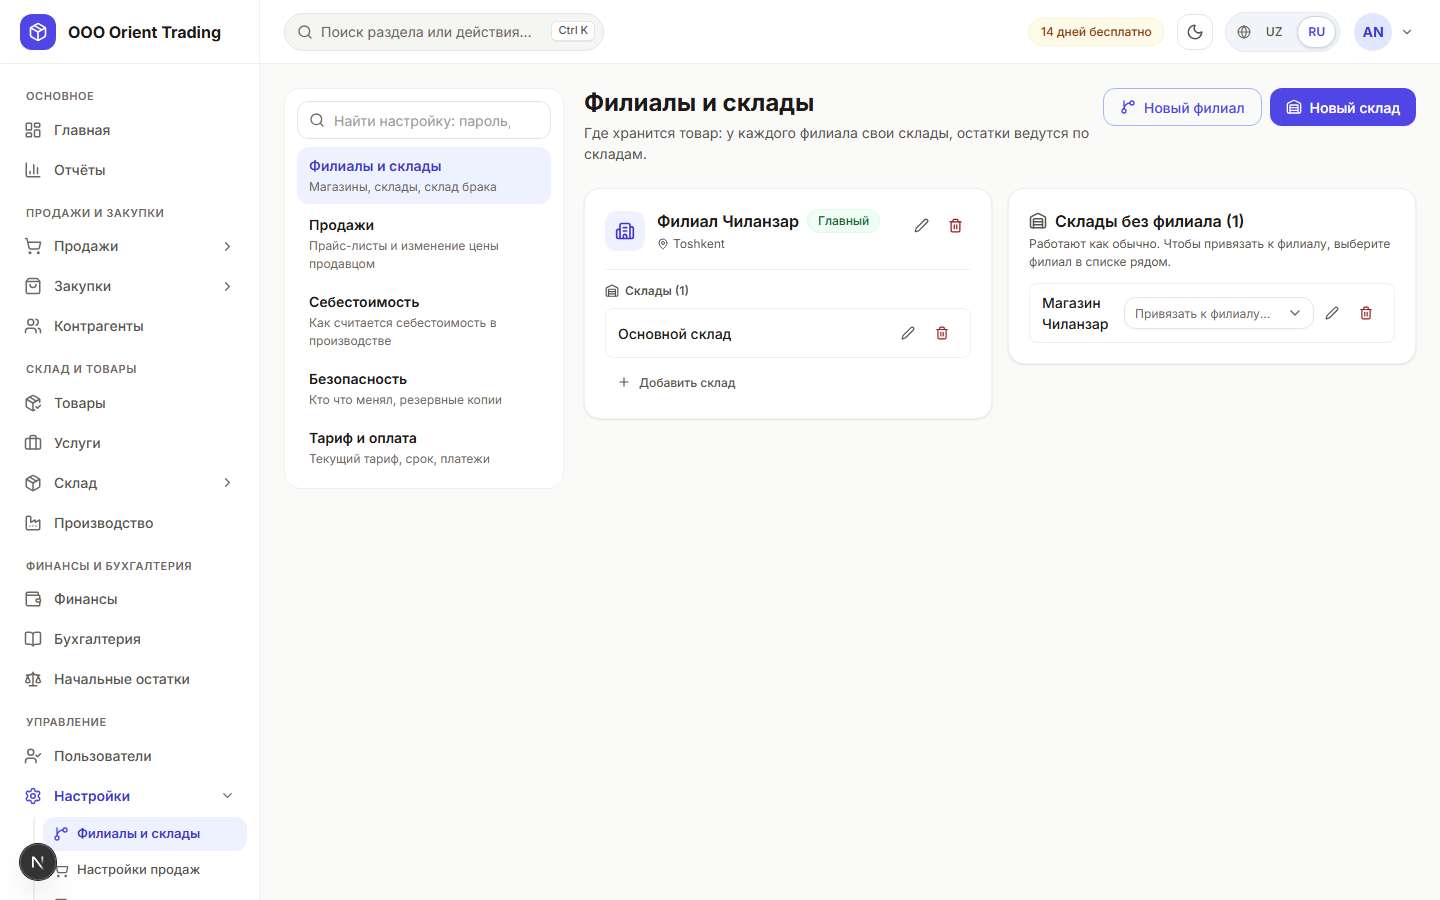 ООО Orient Trading
Поиск раздела или действия...
Ctrl K
14 дней бесплатно
UZ
RU
AN
ОСНОВНОЕ
Главная
Отчёты
ПРОДАЖИ И ЗАКУПКИ
Продажи
Закупки
Контрагенты
СКЛАД И ТОВАРЫ
Товары
Услуги
Склад
Производство
ФИНАНСЫ И БУХГАЛТЕРИЯ
Финансы
Бухгалтерия
Начальные остатки
УПРАВЛЕНИЕ
Пользователи
Настройки
Филиалы и склады
Настройки продаж
N
Найти настройку: пароль,
Филиалы и склады
Магазины, склады, склад брака
Продажи
Прайс-листы и изменение цены
продавцом
Себестоимость
Как считается себестоимость в
производстве
Безопасность
Кто что менял, резервные копии
Тариф и оплата
Текущий тариф, срок, платежи
Филиалы и склады
Где хранится товар: у каждого филиала свои склады, остатки ведутся по
складам.
Новый филиал
Новый склад
Филиал Чиланзар
Главный
Toshkent
Склады (1)
Основной склад
Добавить склад
Склады без филиала (1)
Работают как обычно. Чтобы привязать к филиалу, выберите
филиал в списке рядом.
Магазин
Чиланзар
Привязать к филиалу...